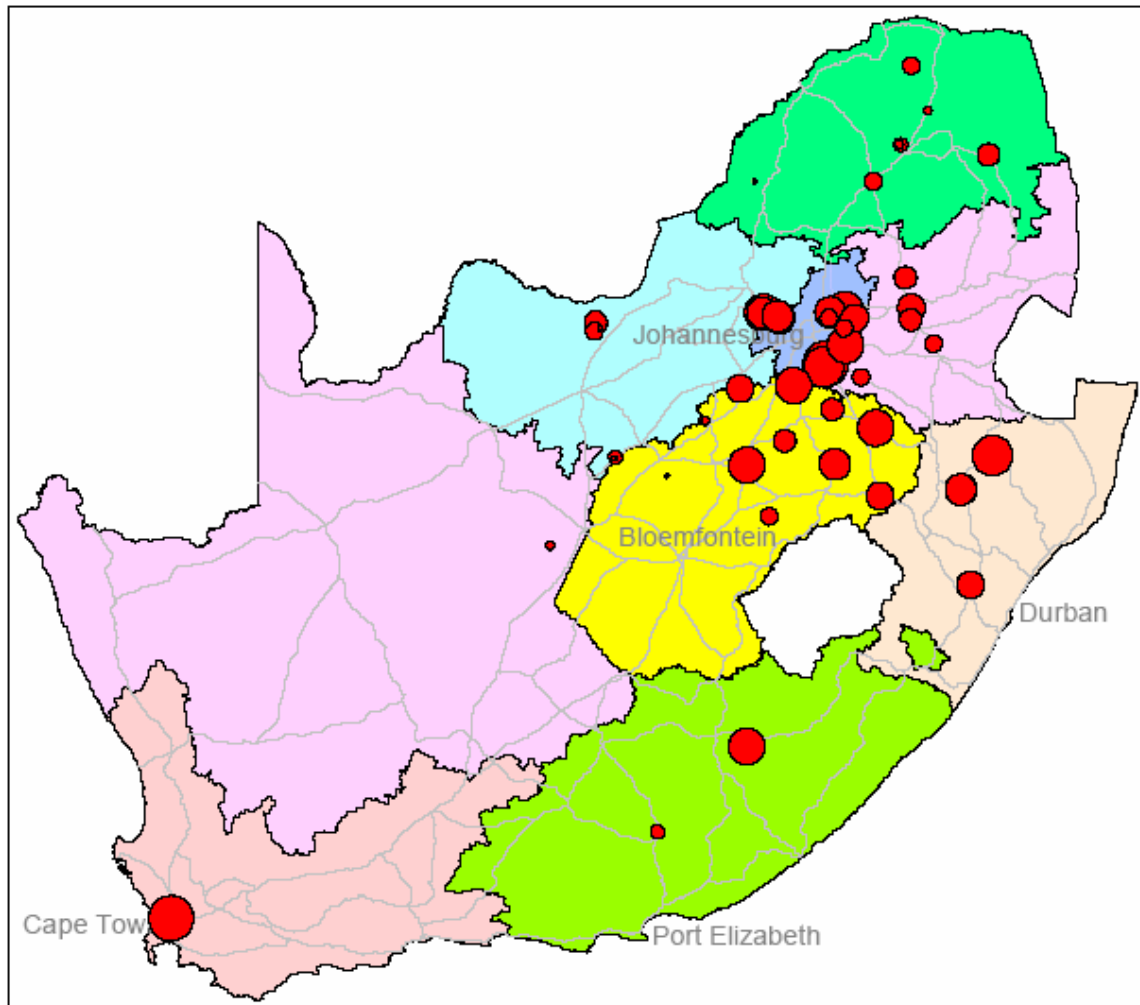 Johannesburg
Bloemfontein
Durban
Cape Tow
Port Elizabeth